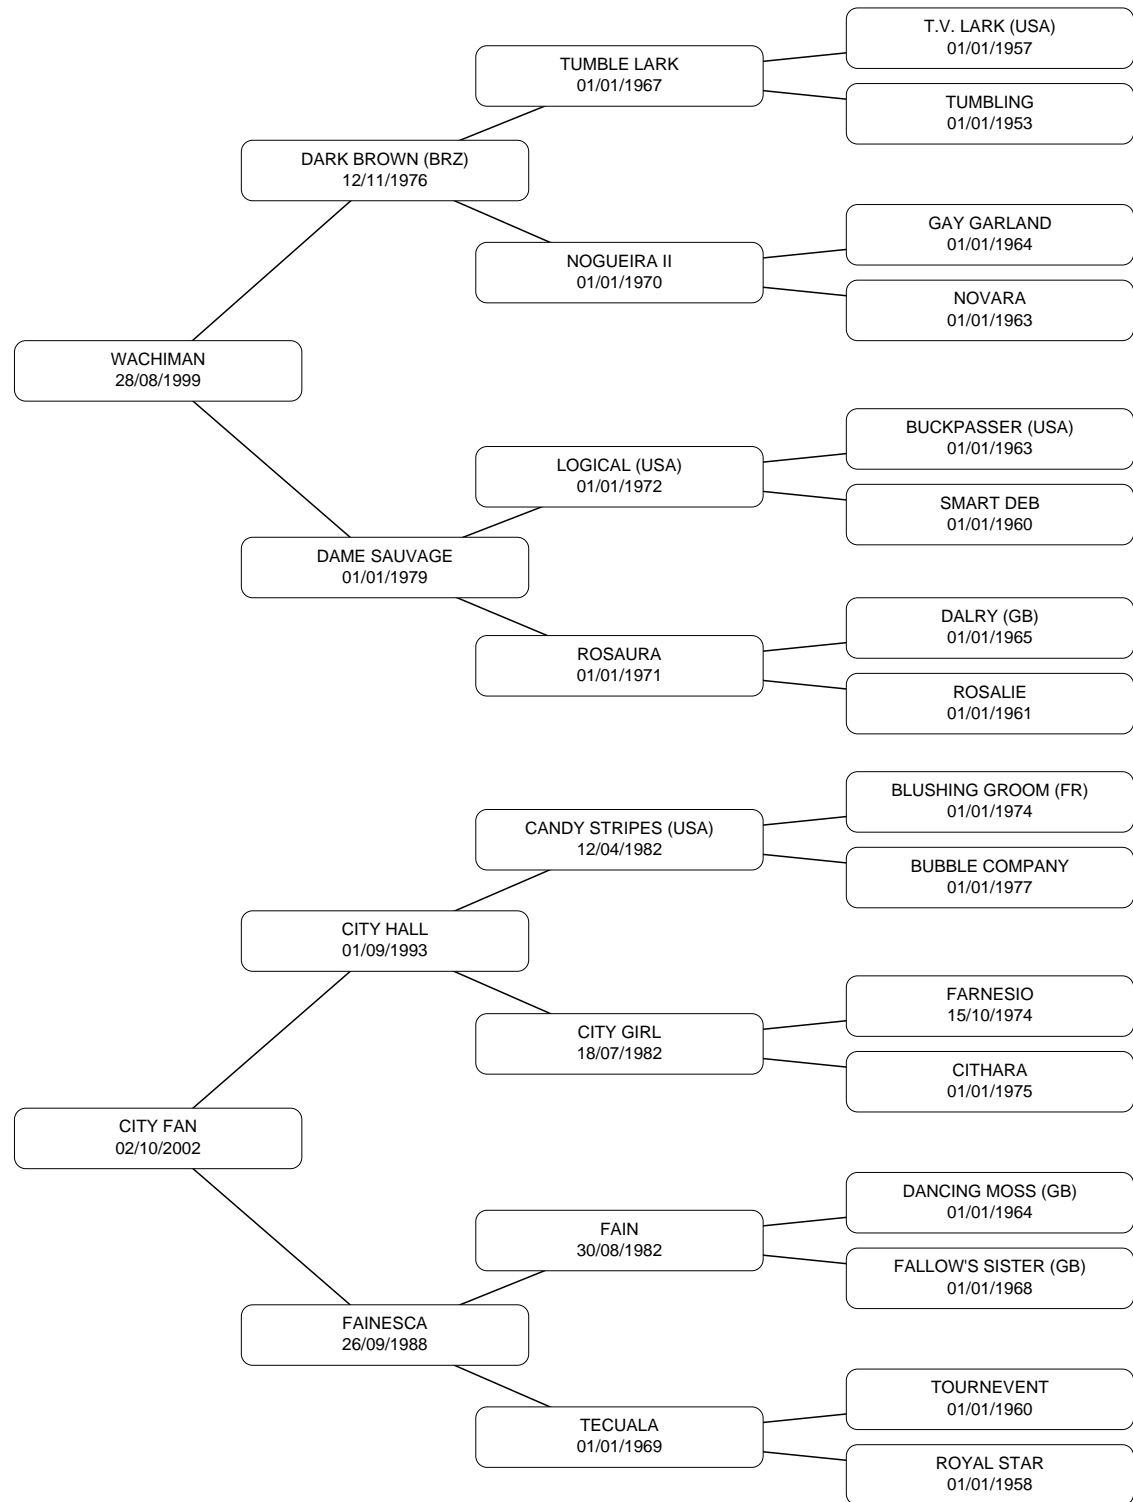 T.V. LARK (USA)
01/01/1957
TUMBLE LARK
01/01/1967
TUMBLING
01/01/1953
DARK BROWN (BRZ)
12/11/1976
GAY GARLAND
01/01/1964
NOGUEIRA II
01/01/1970
NOVARA
01/01/1963
WACHIMAN
28/08/1999
BUCKPASSER (USA)
01/01/1963
LOGICAL (USA)
01/01/1972
SMART DEB
01/01/1960
DAME SAUVAGE
01/01/1979
DALRY (GB)
01/01/1965
ROSAURA
01/01/1971
ROSALIE
01/01/1961
BLUSHING GROOM (FR)
01/01/1974
CANDY STRIPES (USA)
12/04/1982
BUBBLE COMPANY
01/01/1977
CITY HALL
01/09/1993
FARNESIO
15/10/1974
CITY GIRL
18/07/1982
CITHARA
01/01/1975
CITY FAN
02/10/2002
DANCING MOSS (GB)
01/01/1964
FAIN
30/08/1982
FALLOW'S SISTER (GB)
01/01/1968
FAINESCA
26/09/1988
TOURNEVENT
01/01/1960
TECUALA
01/01/1969
ROYAL STAR
01/01/1958